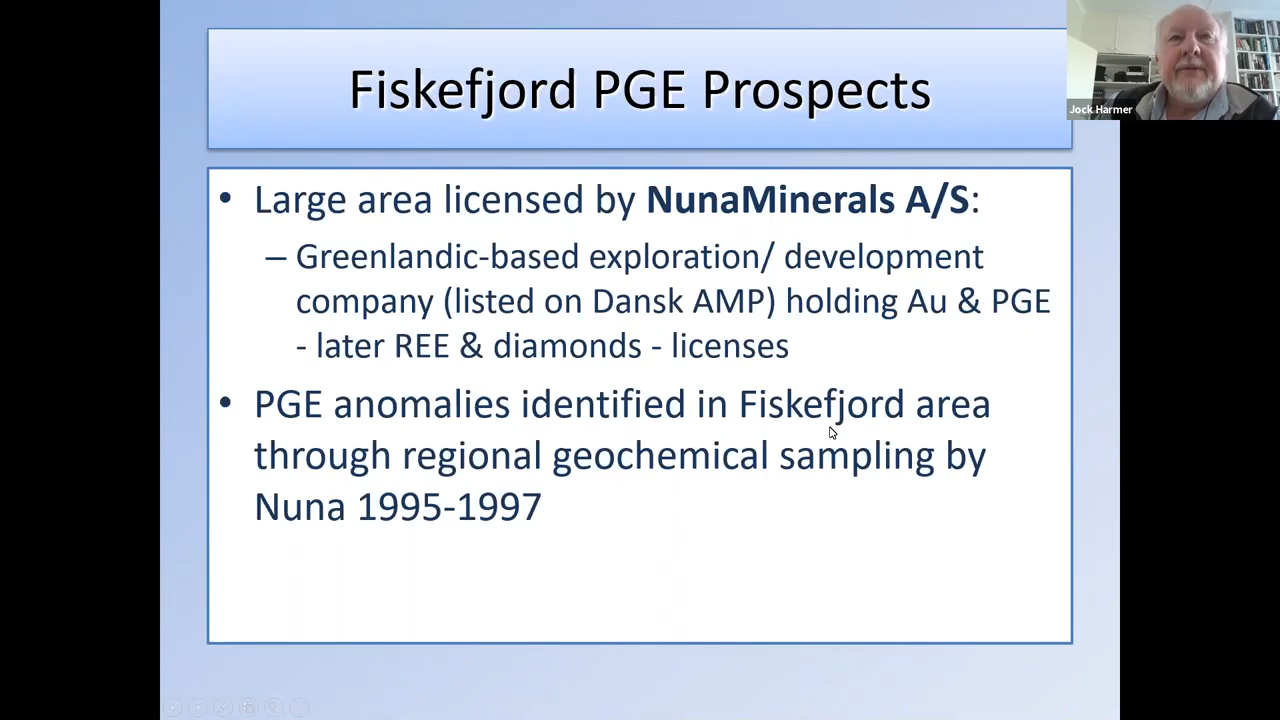 Fiskefjord PGE Prospects
Jock Harmer
• Large area licensed by NunaMinerals A/S:
– Greenlandic-based exploration/ development
company (listed on Dansk AMP) holding Au & PGE
- later REE & diamonds - licenses
• PGE anomalies identified in Fiskefjord area
through regional geochemical sampling by
Nuna 1995-1997